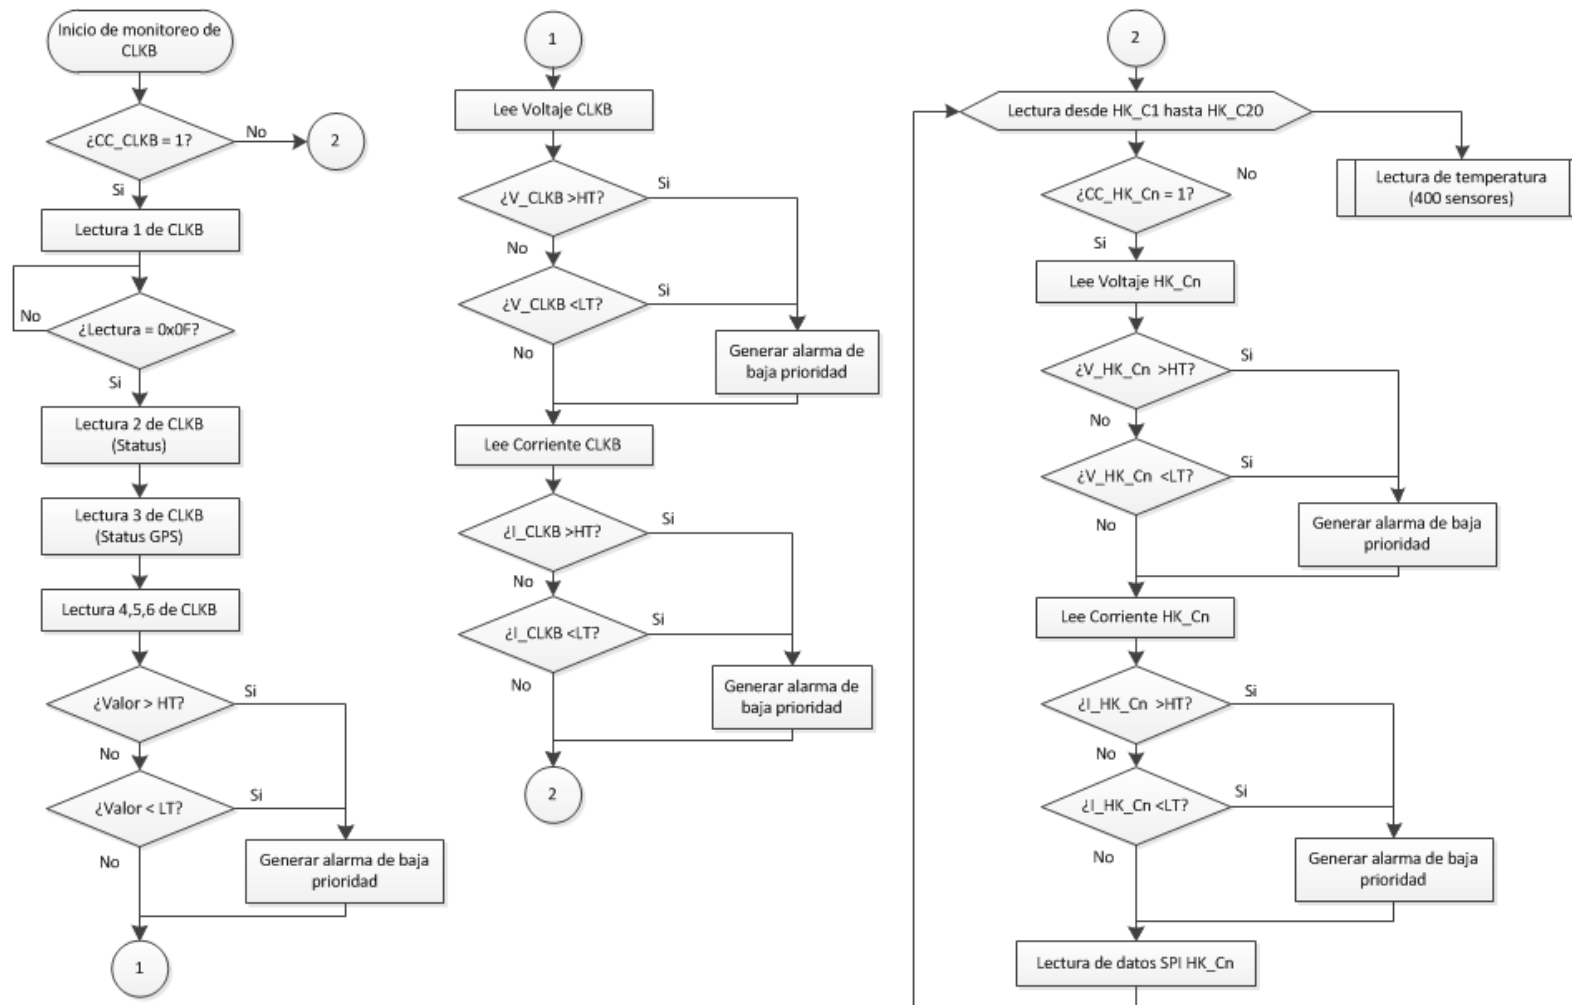 Inicio de monitoreo de
CLKB
¿CC_CLKB = 1?
No
2
Si
Lectura 1 de CLKB
No
¿Lectura = 0x0F?
Si
Lectura 2 de CLKB
(Status)
Lectura 3 de CLKB
(Status GPS)
Lectura 4,5,6 de CLKB
¿Valor > HT?
Si
No
¿Valor < LT?
Si
No
Generar alarma de baja
prioridad
1
1
Lee Voltaje CLKB
¿V_CLKB >HT?
Si
No
¿V_CLKB <LT?
Si
No
Generar alarma de
baja prioridad
Lee Corriente CLKB
¿I_CLKB >HT?
Si
No
¿I_CLKB <LT?
Si
No
Generar alarma de
baja prioridad
2
2
Lectura desde HK_C1 hasta HK_C20
Lectura de temperatura
(400 sensores)
¿CC_HK_Cn = 1?
No
Si
Lee Voltaje HK_Cn
¿V_HK_Cn >HT?
Si
No
¿V_HK_Cn <LT?
Si
No
Generar alarma de baja
prioridad
Lee Corriente HK_Cn
¿I_HK_Cn >HT?
Si
No
¿I_HK_Cn <LT?
Si
No
Generar alarma de baja
prioridad
Lectura de datos SPI HK_Cn